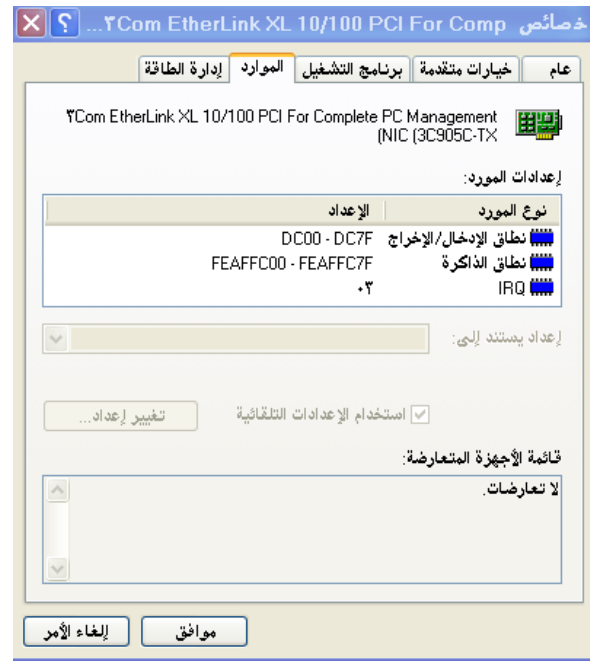 خصائص ٣Com EtherLink XL 10/100 PCI For Comp...
عام
خيارات متقدمة
برنامج التشغيل
الموارد
إدارة الطاقة
٣Com EtherLink XL 10/100 PCI For Complete PC Management
NIC (3C905C-TX)
إعدادات المورد:
نوع المورد الإعداد
نطاق الإدخال/الإخراج DC00 - DC7F
نطاق الذاكرة FEAFFC00 - FEAFFC7F
IRQ ٠٣
إعداد يستند إلى:
استخدام الإعدادات التلقائية
تغيير إعداد...
قائمة الأجهزة المتعارضة:
لا تعارضات.
موافق
إلغاء الأمر